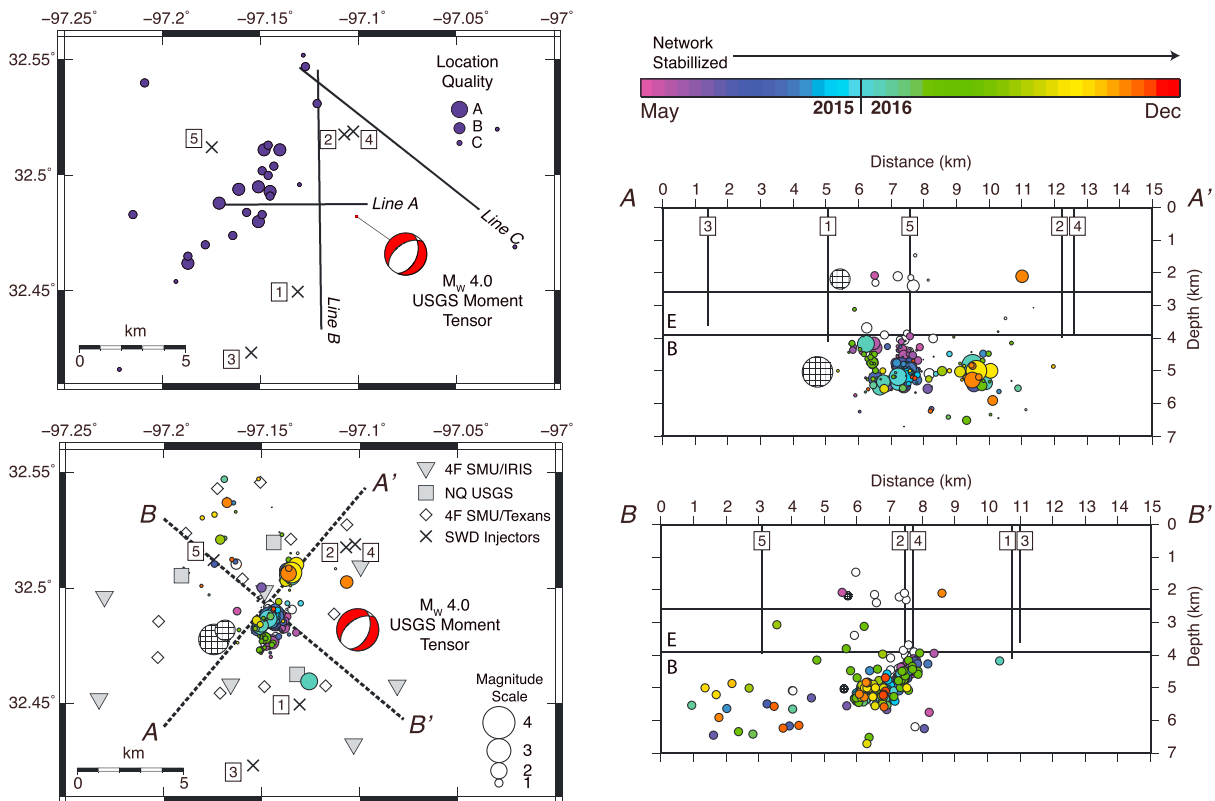 −97.25˚ −97.2˚ −97.15˚ −97.1˚ −97.05˚ −97˚
32.55˚
32.5˚
32.45˚
Location
Quality
A
B
C
5
2
4
Line A
Line C
1
Line B
3
M W 4.0
USGS Moment
Tensor
km
0 5
Network
Stabillized
May
2015
2016
Dec
Distance (km)
A
0 1 2 3 4 5 6 7 8 9 10 11 12 13 14 15
A’
3 1 5 2 4
E
B
0
1
2
3
4
5
6
7
Depth (km)
−97.25˚ −97.2˚ −97.15˚ −97.1˚ −97.05˚ −97˚
32.55˚
32.5˚
32.45˚
4F SMU/IRIS
NQ USGS
4F SMU/Texans
SWD Injectors
A’
B
5
2
4
M W 4.0
USGS Moment
Tensor
Magnitude
Scale
4
3
2
1
A
1
B’
3
km
0 5
Distance (km)
B
0 1 2 3 4 5 6 7 8 9 10 11 12 13 14 15
B’
5 2 4 1 3
E
B
0
1
2
3
4
5
6
7
Depth (km)